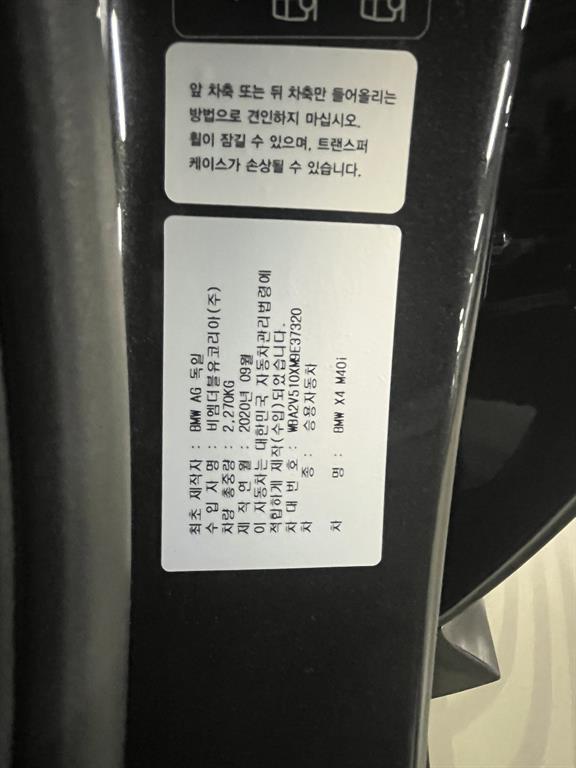 앞 차축 또는 뒤 차축만 들어올리는
방법으로 견인하지 마십시오.
휠이 잠길 수 있으며, 트랜스퍼
케이스가 손상될 수 있습니다.
최초 제작자 : BMW AG 독일
수 입 자 명 : 비엠더블유코리아(주)
차량 총중량 : 2,270KG
제 작 연 월 : 2020년 09월
이 자동차는 대한민국 자동차관리법령에
적합하게 제작(수입)되었습니다.
차 대 번 호 : WBA2V510XM9E37320
차 종 : 승용자동차
차 명 : BMW X4 M40i